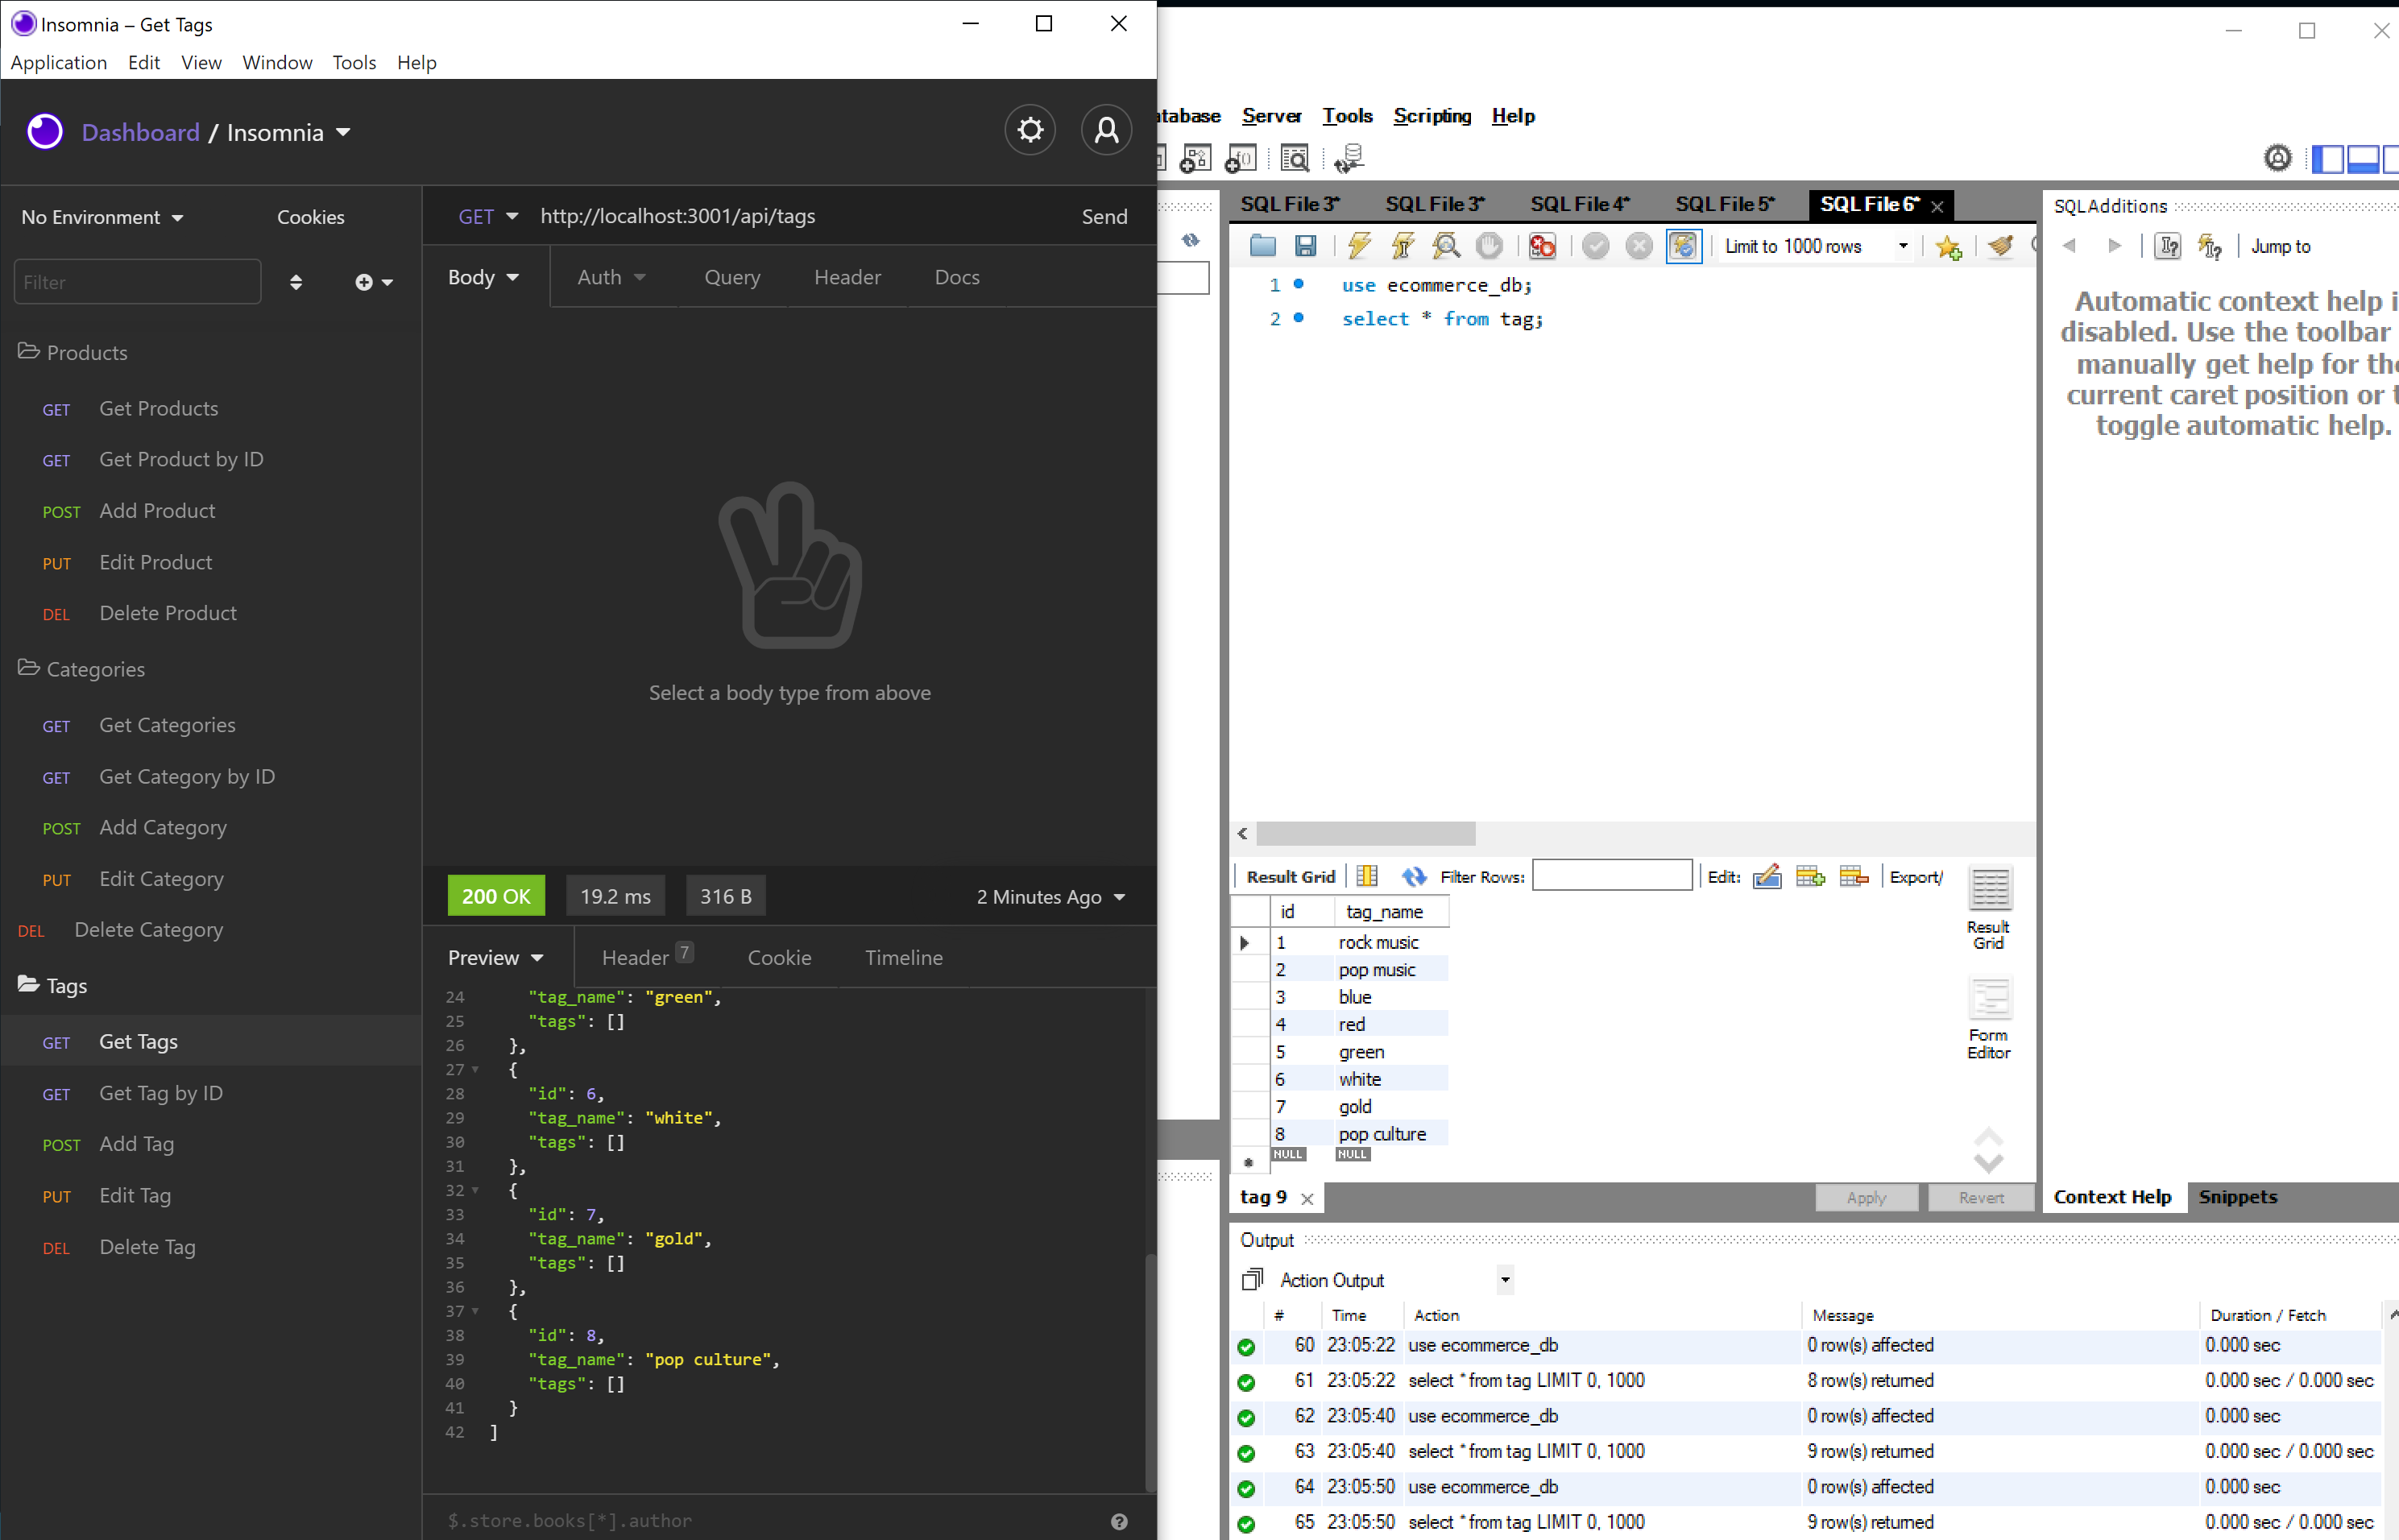 Insomnia – Get Tags
Application Edit View Window Tools Help
Dashboard / Insomnia
No Environment Cookies
Filter
Products
GET Get Products
GET Get Product by ID
POST Add Product
PUT Edit Product
DEL Delete Product
Categories
GET Get Categories
GET Get Category by ID
POST Add Category
PUT Edit Category
DEL Delete Category
Tags
GET Get Tags
GET Get Tag by ID
POST Add Tag
PUT Edit Tag
DEL Delete Tag
GET http://localhost:3001/api/tags Send
Body Auth Query Header Docs
Select a body type from above
200 OK 19.2 ms 316 B 2 Minutes Ago
Preview Header 7 Cookie Timeline
24 "tag_name": "green",
25 "tags": []
26 },
27 {
28 "id": 6,
29 "tag_name": "white",
30 "tags": []
31 },
32 {
33 "id": 7,
34 "tag_name": "gold",
35 "tags": []
36 },
37 {
38 "id": 8,
39 "tag_name": "pop culture",
40 "tags": []
41 }
42 ]
$.store.books[*].author
tabase Server Tools Scripting Help
SQL File 3* SQL File 3* SQL File 4* SQL File 5* SQL File 6*
Limit to 1000 rows
1 use ecommerce_db;
2 select * from tag;
Result Grid Filter Rows: Edit: Export/
id tag_name
1 rock music
2 pop music
3 blue
4 red
5 green
6 white
7 gold
8 pop culture
NULL NULL
Result
Grid
Form
Editor
tag 9 Apply Revert
SQLAdditions
Jump to
Automatic context help i
disabled. Use the toolbar
manually get help for the
current caret position or t
toggle automatic help.
Context Help Snippets
Output
Action Output
# Time Action Message Duration / Fetch
60 23:05:22 use ecommerce_db 0 row(s) affected 0.000 sec
61 23:05:22 select * from tag LIMIT 0, 1000 8 row(s) returned 0.000 sec / 0.000 sec
62 23:05:40 use ecommerce_db 0 row(s) affected 0.000 sec
63 23:05:40 select * from tag LIMIT 0, 1000 9 row(s) returned 0.000 sec / 0.000 sec
64 23:05:50 use ecommerce_db 0 row(s) affected 0.000 sec
65 23:05:50 select * from tag LIMIT 0, 1000 9 row(s) returned 0.000 sec / 0.000 sec